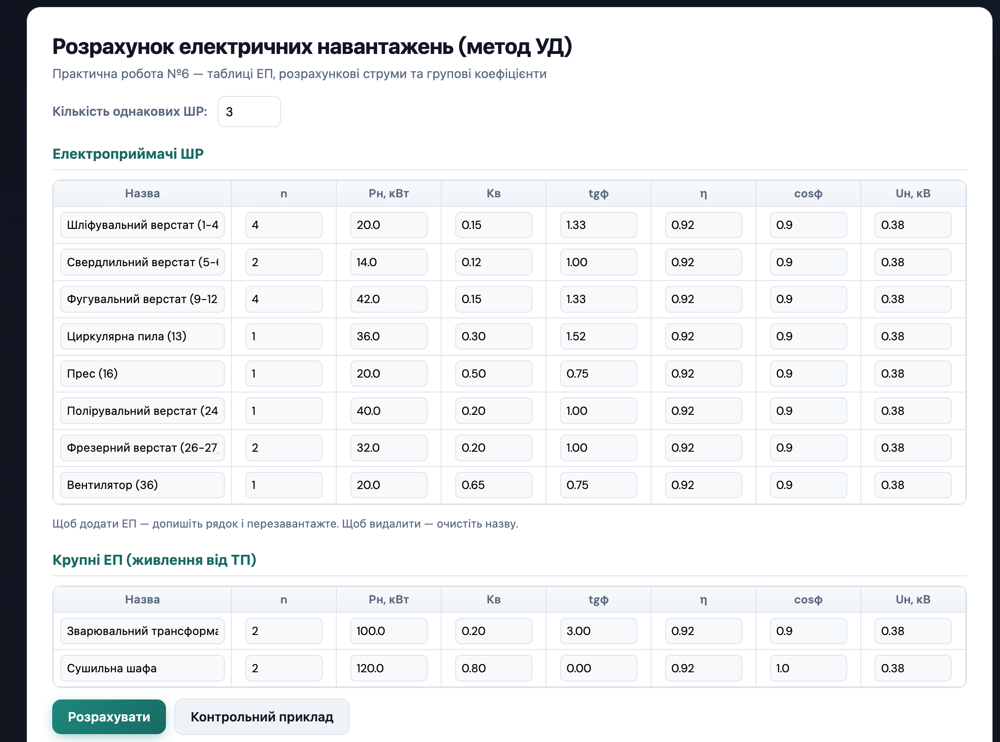 Розрахунок електричних навантажень (метод УД)
Практична робота №6 — таблиці ЕП, розрахункові струми та групові коефіцієнти
Кількість однакових ШР: 3
Електроприймачі ШР
Назва n Рн, кВт Кв tgφ η cosφ Uн, кВ
Шліфувальний верстат (1-4 4 20.0 0.15 1.33 0.92 0.9 0.38
Свердлильний верстат (5- 2 14.0 0.12 1.00 0.92 0.9 0.38
Фугувальний верстат (9-12) 4 42.0 0.15 1.33 0.92 0.9 0.38
Циркулярна пила (13) 1 36.0 0.30 1.52 0.92 0.9 0.38
Прес (16) 1 20.0 0.50 0.75 0.92 0.9 0.38
Полірувальний верстат (24 1 40.0 0.20 1.00 0.92 0.9 0.38
Фрезерний верстат (26-27) 2 32.0 0.20 1.00 0.92 0.9 0.38
Вентилятор (36) 1 20.0 0.65 0.75 0.92 0.9 0.38
Щоб додати ЕП — допишіть рядок і перезавантажте. Щоб видалити — очистіть назву.
Крупні ЕП (живлення від ТП)
Назва n Рн, кВт Кв tgφ η cosφ Uн, кВ
Зварювальний трансформа 2 100.0 0.20 3.00 0.92 0.9 0.38
Сушильна шафа 2 120.0 0.80 0.00 0.92 1.0 0.38
Розрахувати Контрольний приклад